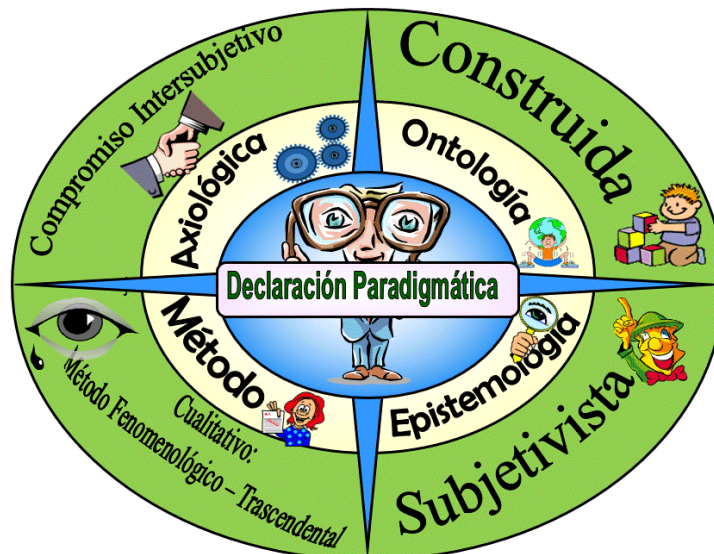 Compromiso Intersubjetivo
Construida
Axiológica
Ontología
Declaración Paradigmática
Método
Epistemología
Cualitativo:
Método Fenomenológico – Trascendental
Subjetivista